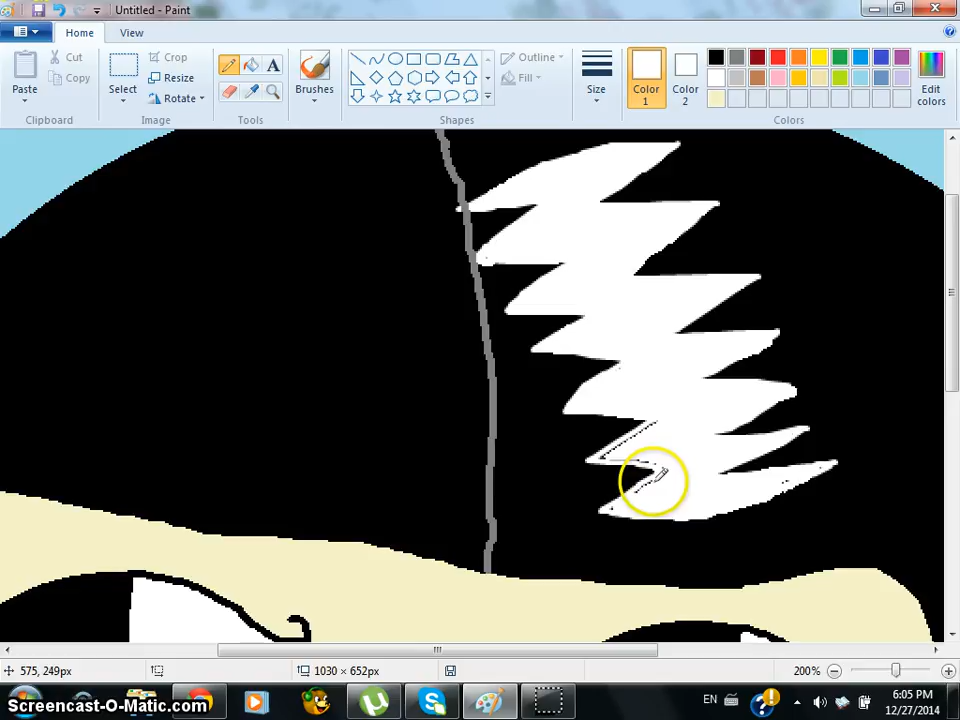 Untitled - Paint
Home View
Paste
Cut
Copy
Clipboard
Select
Crop
Resize
Rotate
Image
A
Tools
Brushes
Shapes
Outline
Fill
Size
Color 1
Color 2
Edit colors
Colors
575, 249px
1030 × 652px
200%
EN
6:05 PM
12/27/2014
Screencast-O-Matic.com